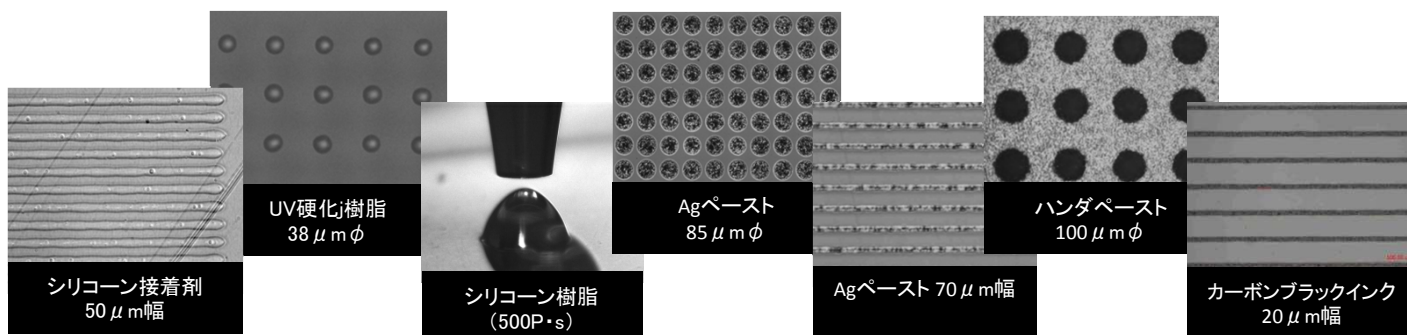 シリコーン接着剤
50μm幅
UV硬化j樹脂
38μmφ
シリコーン樹脂
(500P・s)
Agペースト
85μmφ
Agペースト 70μm幅
ハンダペースト
100μmφ
カーボンブラックインク
20μm幅